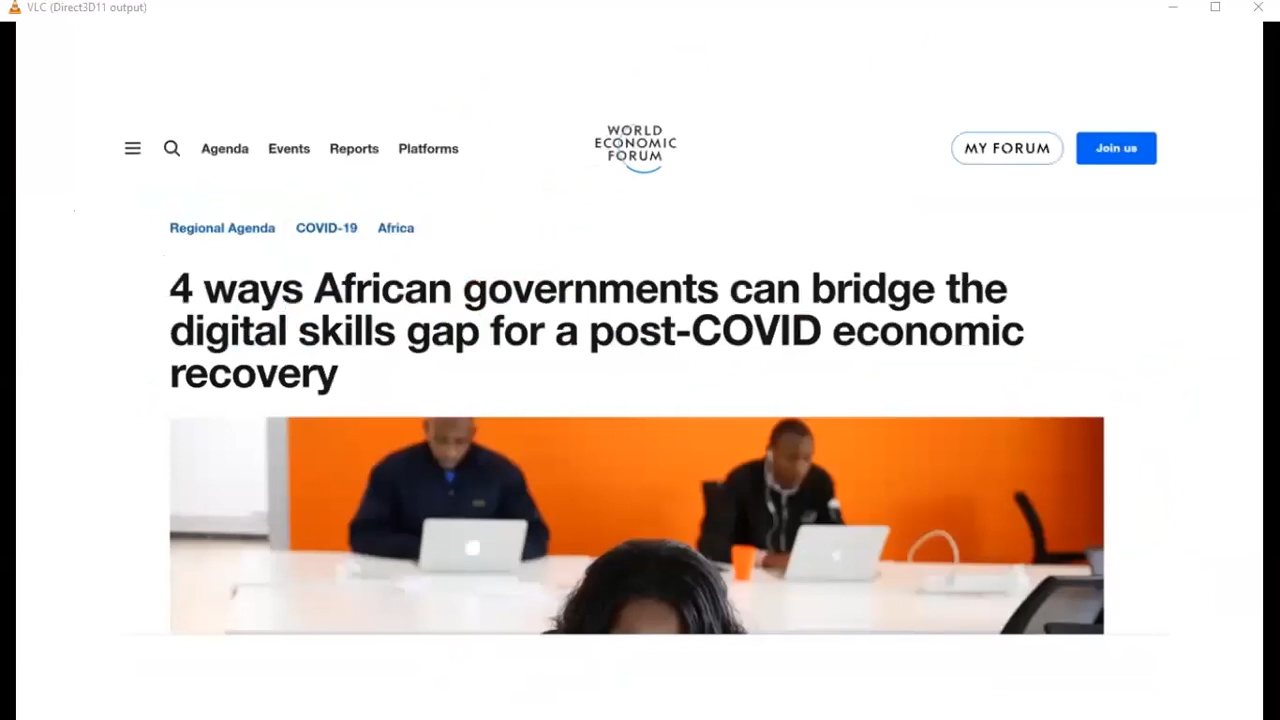 VLC (Direct3D11 output)
Agenda Events Reports Platforms
WORLD
ECONOMIC
FORUM
MY FORUM
Join us
Regional Agenda COVID-19 Africa
4 ways African governments can bridge the
digital skills gap for a post-COVID economic
recovery